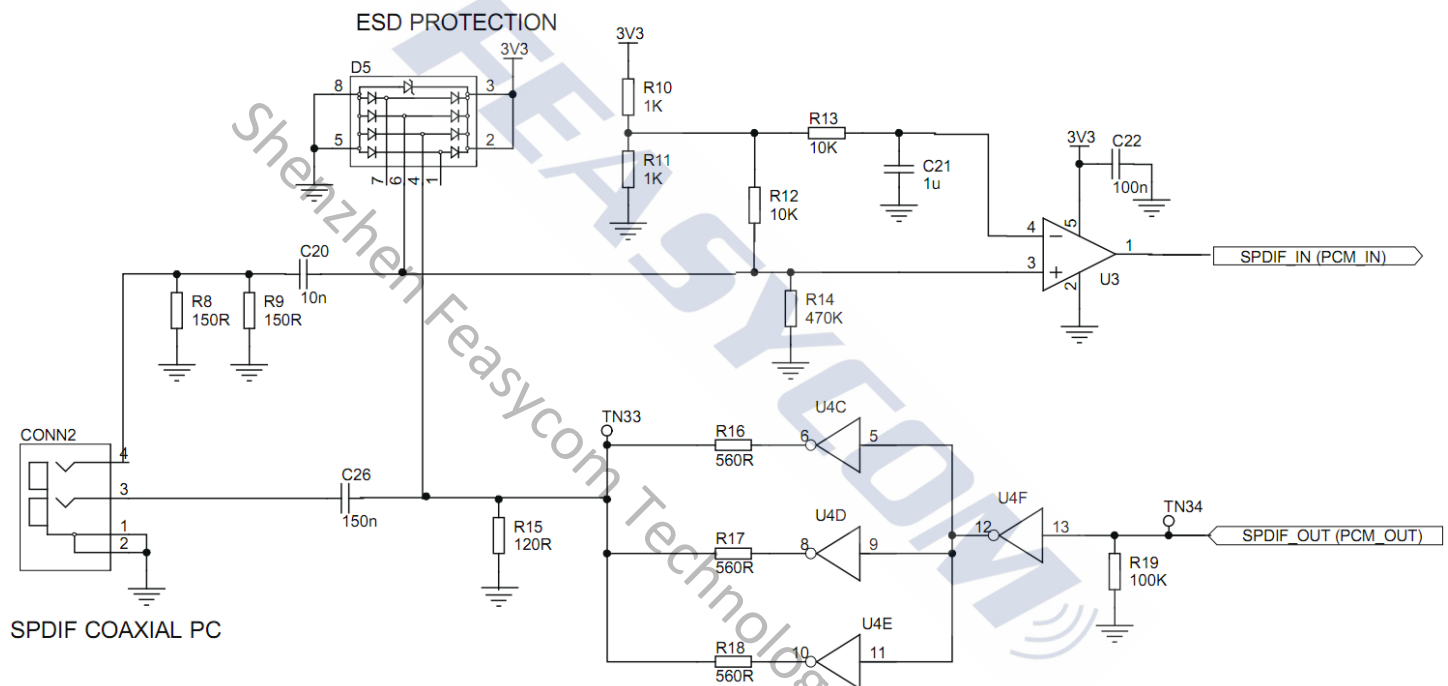 ESD PROTECTION
3V3
3V3
D5
8
3
5
2
7
6
4
1
R10
1K
R11
1K
R13
10K
C21
1u
3V3
C22
100n
R12
10K
4
5
3
2
1
U3
SPDIF_IN (PCM_IN)
C20
10n
R8
150R
R9
150R
R14
470K
CONN2
4
3
1
2
C26
150n
TN33
R15
120R
R16
560R
6
U4C
5
R17
560R
8
U4D
9
R18
560R
10
U4E
11
U4F
12
13
TN34
R19
100K
SPDIF_OUT (PCM_OUT)
SPDIF COAXIAL PC
FEASYCOM
Shenzhen Feasycom Technolo